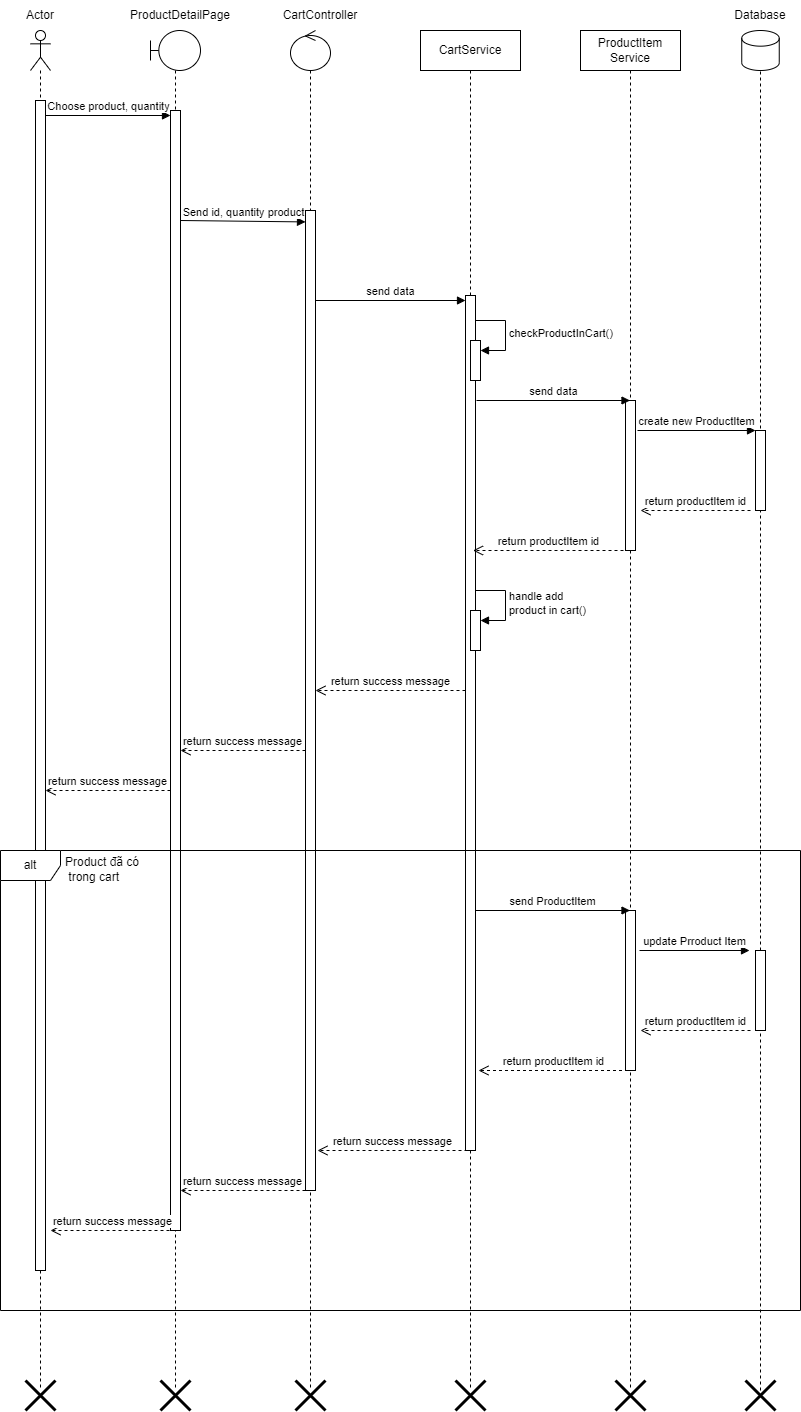 Actor
ProductDetailPage
CartController
CartService
ProductItem
Service
Database
Choose product, quantity
Send id, quantity product
send data
checkProductInCart()
send data
create new ProductItem
return productItem id
return productItem id
handle add
product in cart()
return success message
return success message
return success message
alt
Product đã có
trong cart
send ProductItem
update Prroduct Item
return productItem id
return productItem id
return success message
return success message
return success message